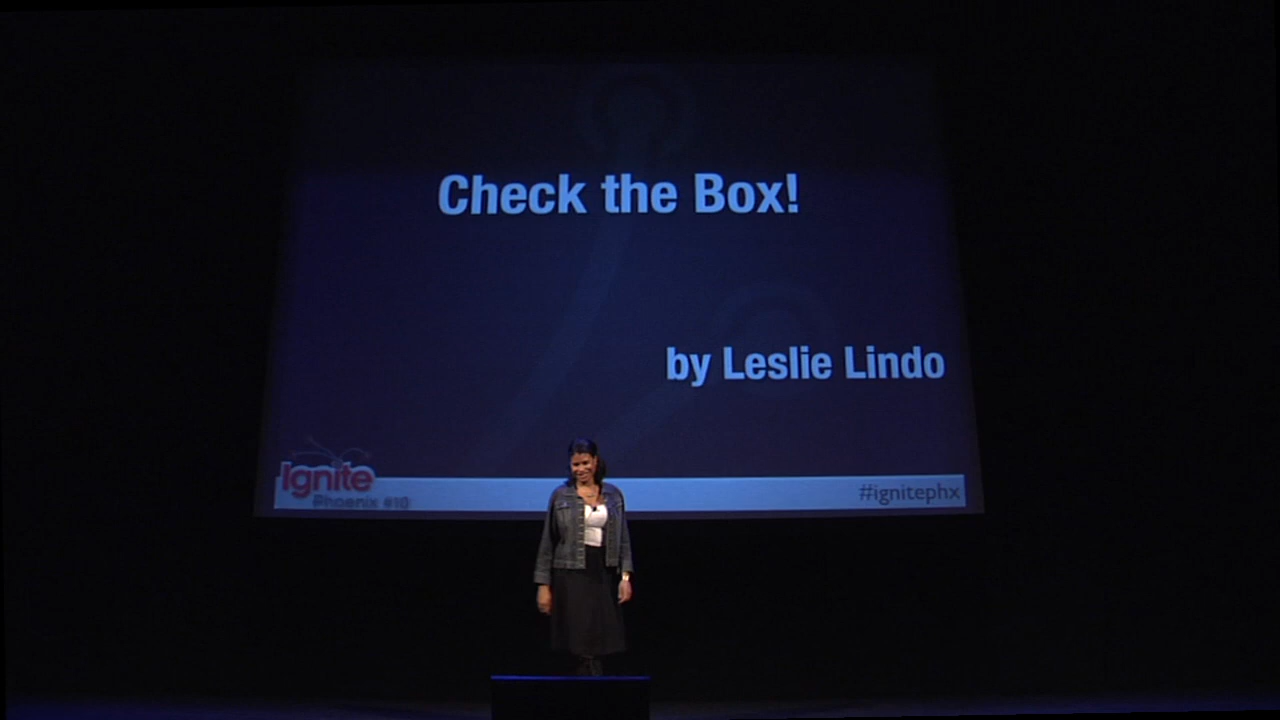 Check the Box!
by Leslie Lindo
Ignite
Phoenix #10
#ignitephx